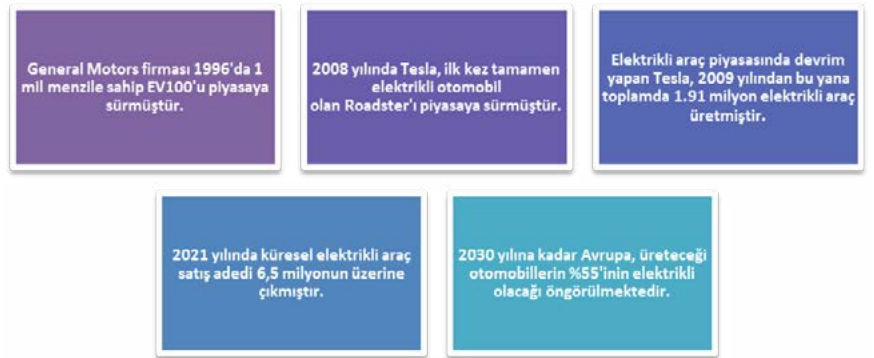 General Motors firması 1996'da 1
mil menzile sahip EV100'u piyasaya
sürmüştür.
2008 yılında Tesla, ilk kez tamamen
elektrikli otomobil
olan Roadster'ı piyasaya sürmüştür.
Elektrikli araç piyasasında devrim
yapan Tesla, 2009 yılından bu yana
toplamda 1.91 milyon elektrikli araç
üretmiştir.
2021 yılında küresel elektrikli araç
satış adedi 6,5 milyonun üzerine
çıkmıştır.
2030 yılına kadar Avrupa, üreteceği
otomobillerin %55'inin elektrikli
olacağı öngörülmektedir.